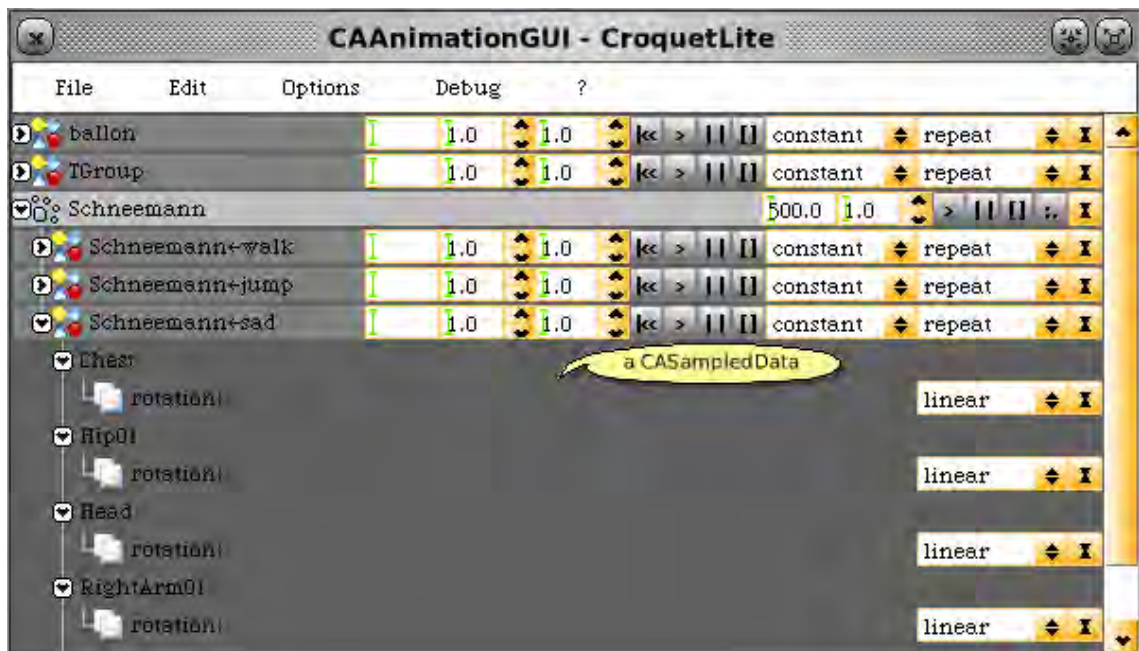 CAAnimationGUI - CroquetLite
File Edit Options Debug ?
ballon 1.0 1.0 |<< > || [] constant repeat
TGroup 1.0 1.0 |<< > || [] constant repeat
Schneemann 500.0 1.0 > || [] :.
Schneemann←walk 1.0 1.0 |<< > || [] constant repeat
Schneemann←jump 1.0 1.0 |<< > || [] constant repeat
Schneemann←sad 1.0 1.0 |<< > || [] constant repeat
Chest a CASampledData
rotation: linear
Hip01
rotation: linear
Head
rotation: linear
RightArm01
rotation: linear